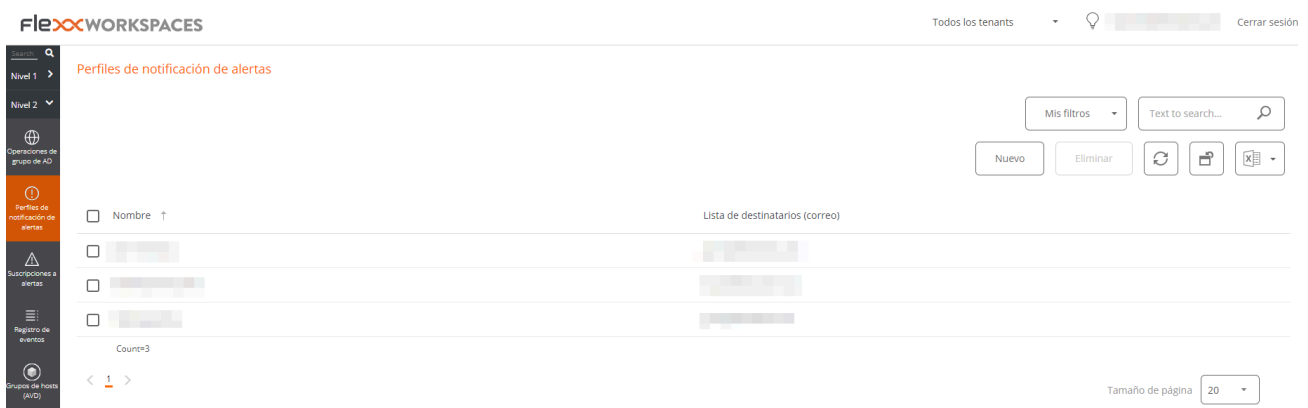 FlexxWORKSPACES
Todos los tenants
Cerrar sesión
Search
Nivel 1
Nivel 2
Operaciones de
grupo de AD
Perfiles de
notificación de
alertas
Suscripciones a
alertas
Registro de
eventos
Grupos de hosts
(AVD)
Perfiles de notificación de alertas
Mis filtros
Text to search...
Nuevo
Eliminar
Nombre ↑
Lista de destinatarios (correo)
Count=3
< 1 >
Tamaño de página
20